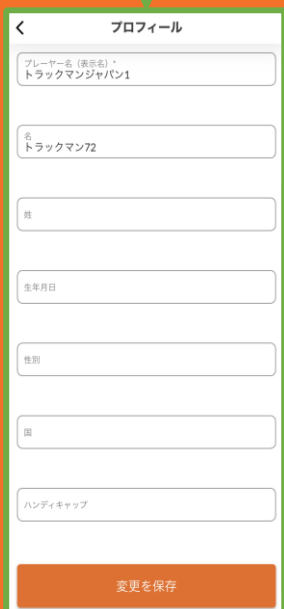 プロフィール
プレーヤー名（表示名）*
トラックマンジャパン1
名
トラックマン72
姓
生年月日
性別
国
ハンディキャップ
変更を保存